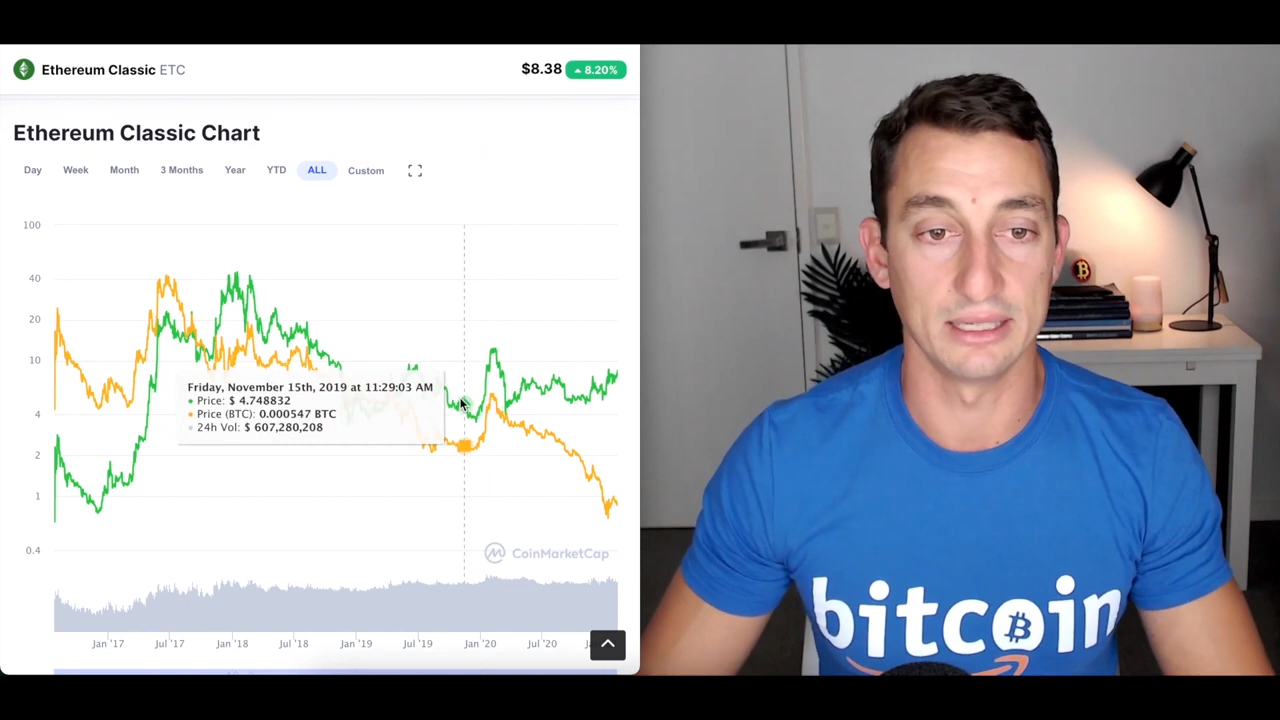 Ethereum Classic ETC
$8.38
8.20%
Ethereum Classic Chart
Day Week Month 3 Months Year YTD ALL Custom
100
40
20
10
4
2
1
0.4
Friday, November 15th, 2019 at 11:29:03 AM
Price: $ 4.748832
Price (BTC): 0.000547 BTC
24h Vol: $ 607,280,208
CoinMarketCap
Jan '17 Jul '17 Jan '18 Jul '18 Jan '19 Jul '19 Jan '20 Jul '20
bitcoin